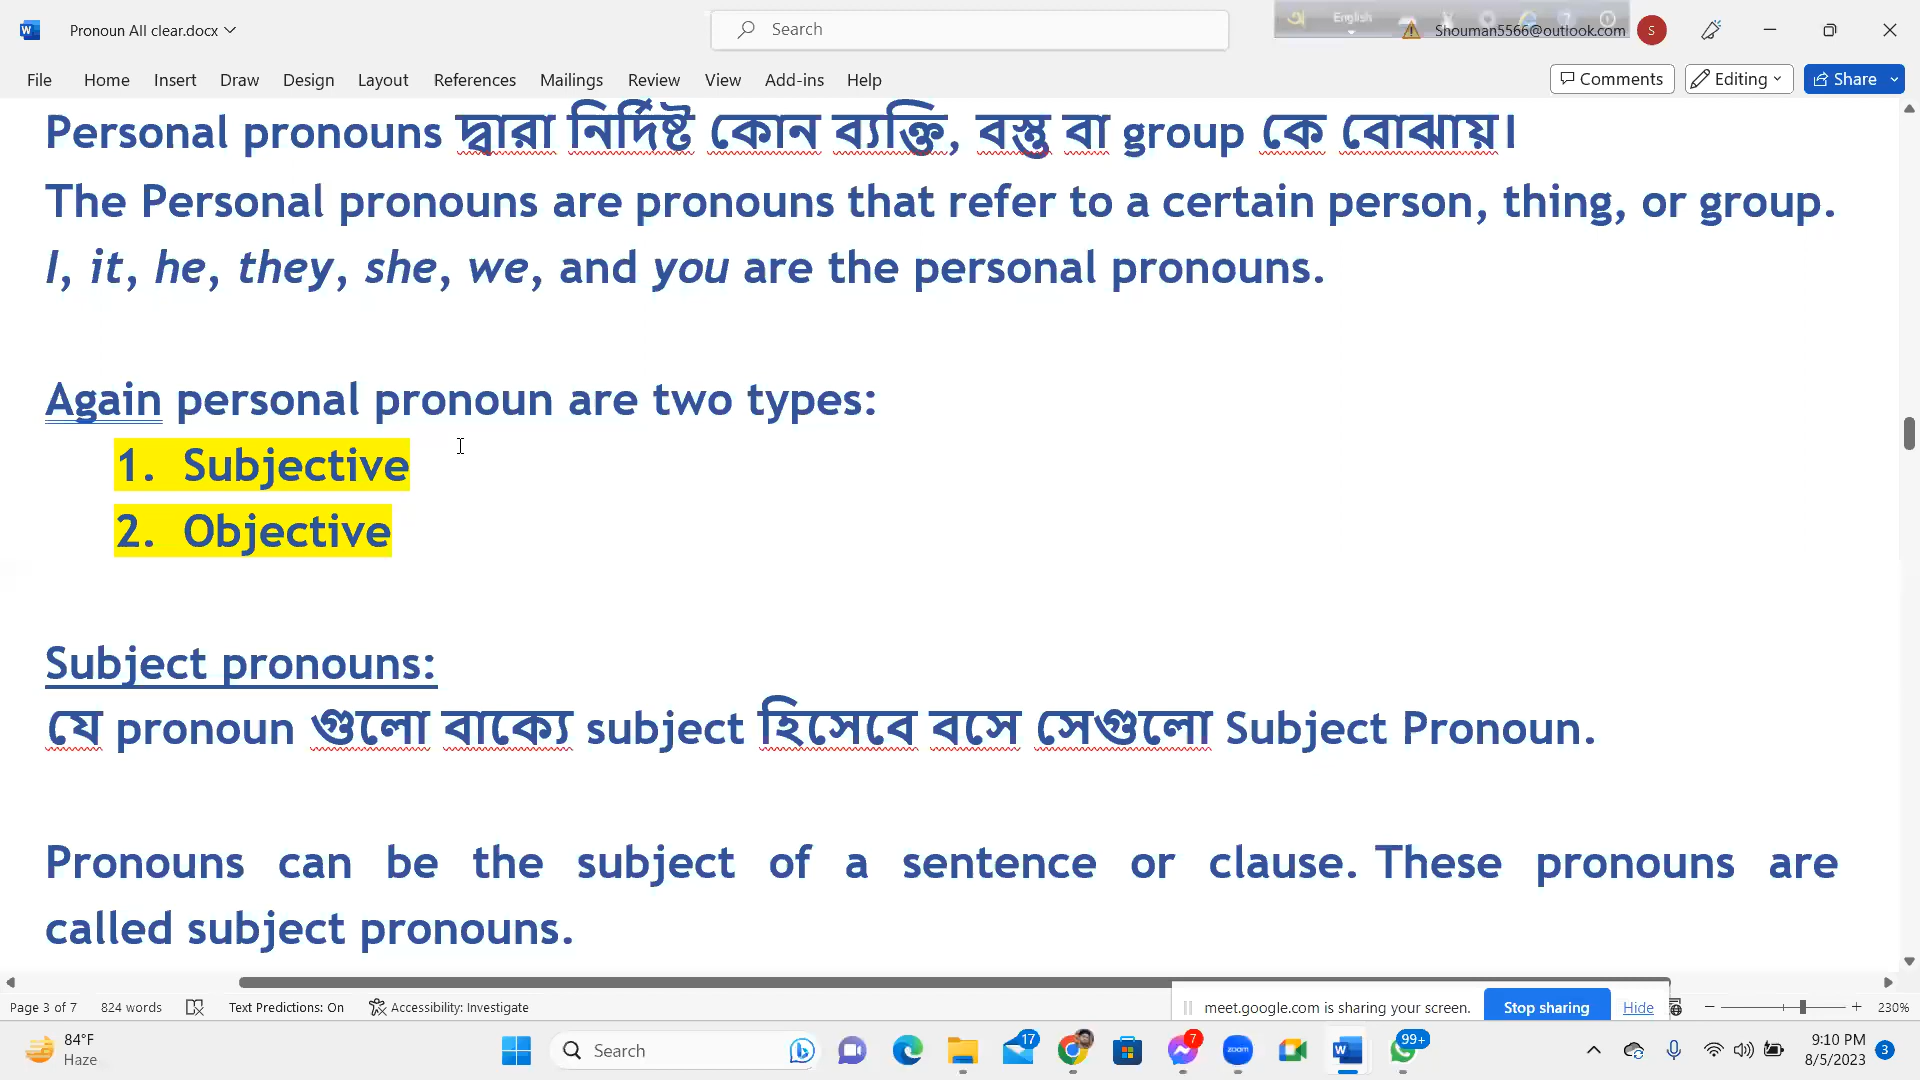 Pronoun All clear.docx
Search
English
Shouman5566@outlook.com
S
File Home Insert Draw Design Layout References Mailings Review View Add-ins Help
Comments Editing Share
Personal pronouns দ্বারা নির্দিষ্ট কোন ব্যক্তি, বস্তু বা group কে বোঝায়।
The Personal pronouns are pronouns that refer to a certain person, thing, or group.
I, it, he, they, she, we, and you are the personal pronouns.
Again personal pronoun are two types:
1. Subjective
2. Objective
Subject pronouns:
যে pronoun গুলো বাক্যে subject হিসেবে বসে সেগুলো Subject Pronoun.
Pronouns can be the subject of a sentence or clause. These pronouns are
called subject pronouns.
Page 3 of 7 824 words Text Predictions: On Accessibility: Investigate
meet.google.com is sharing your screen. Stop sharing Hide
230%
84°F
Haze
Search
17
7
zoom
99+
9:10 PM
8/5/2023
3